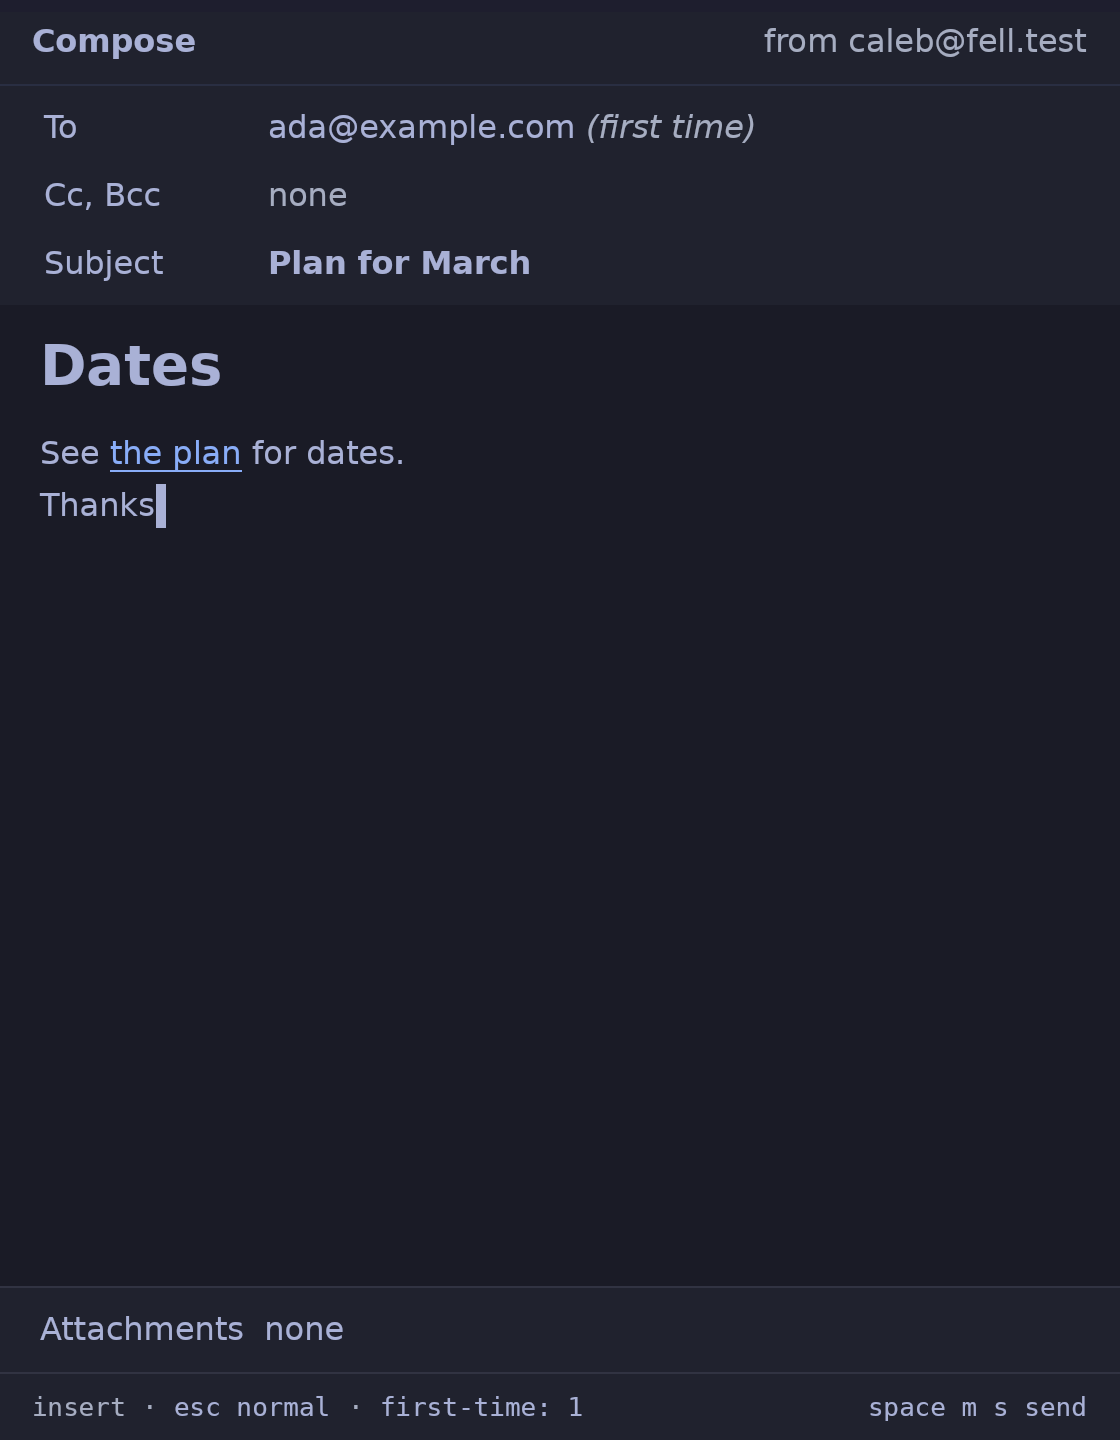 Compose from caleb@fell.test
To ada@example.com (first time)
Cc, Bcc none
Subject Plan for March
Dates
See the plan for dates.
Thanks
Attachments none
insert · esc normal · first-time: 1 space m s send